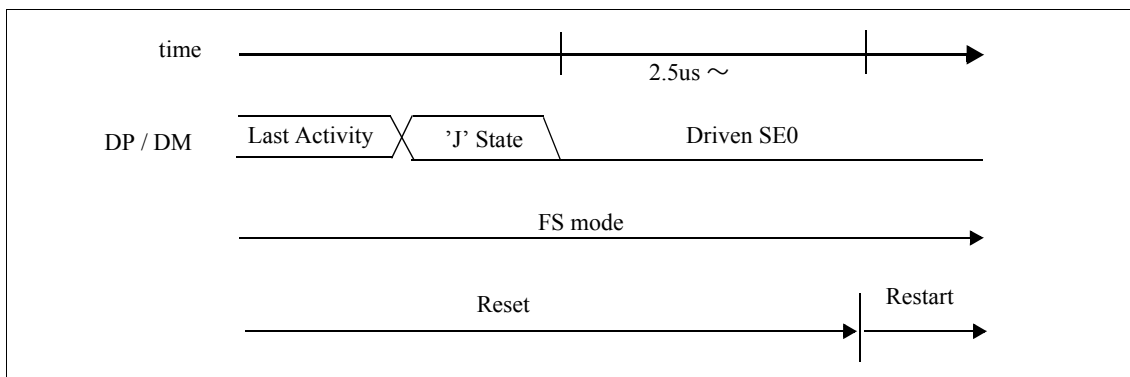 time
2.5us ～
DP / DM
Last Activity
’J’ State
Driven SE0
FS mode
Reset
Restart